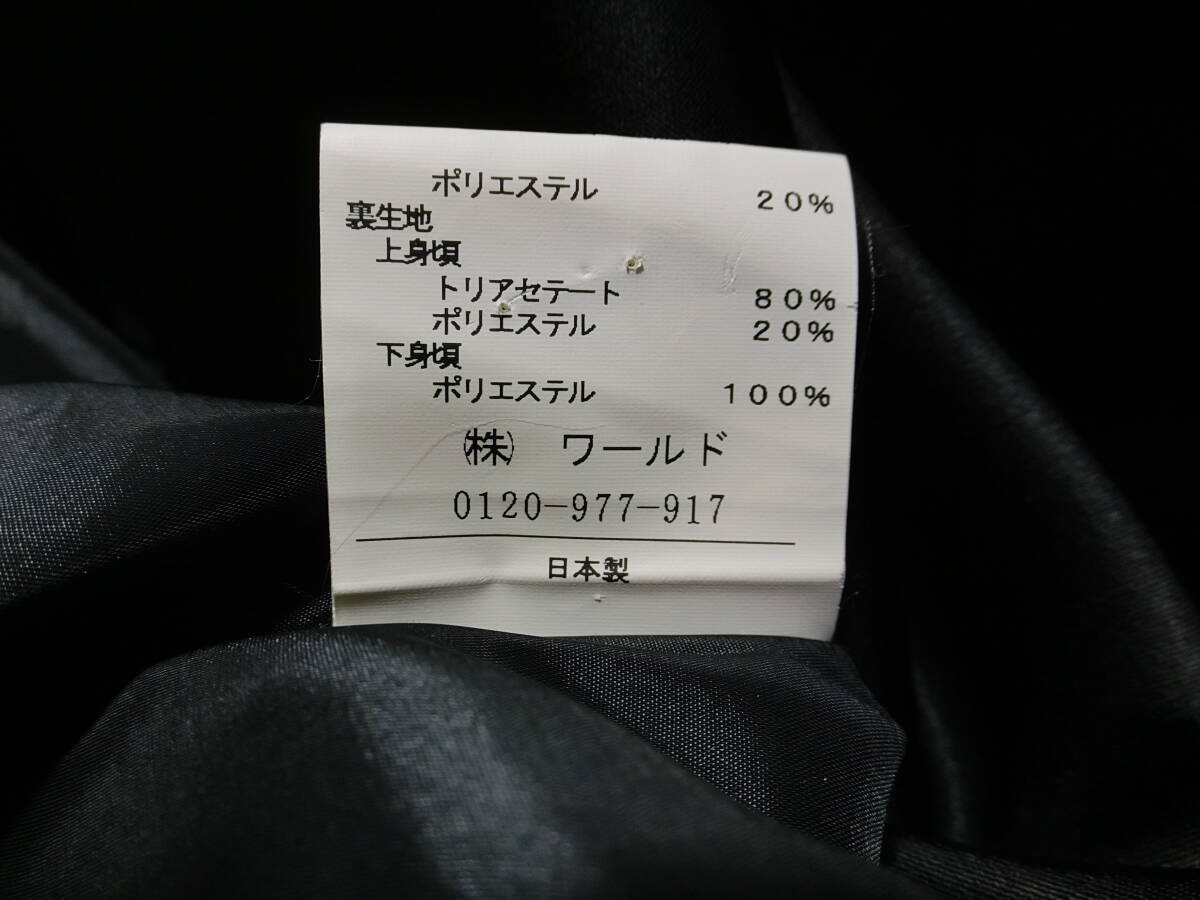 ポリエステル 20%
裏生地
上身頃
トリアセテート 80%
ポリエステル 20%
下身頃
ポリエステル 100%
㈱ ワールド
0120-977-917
日本製